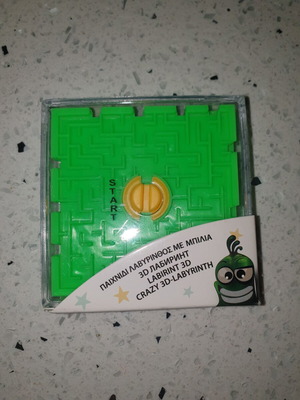 START
ΠΑΙΧΝΙΔΙ ΛΑΒΥΡΙΝΘΟΣ ΜΕ ΜΠΙΛΙΑ
3D ЛАБИРИНТ
LABIRINT 3D
CRAZY 3D-LABYRINTH